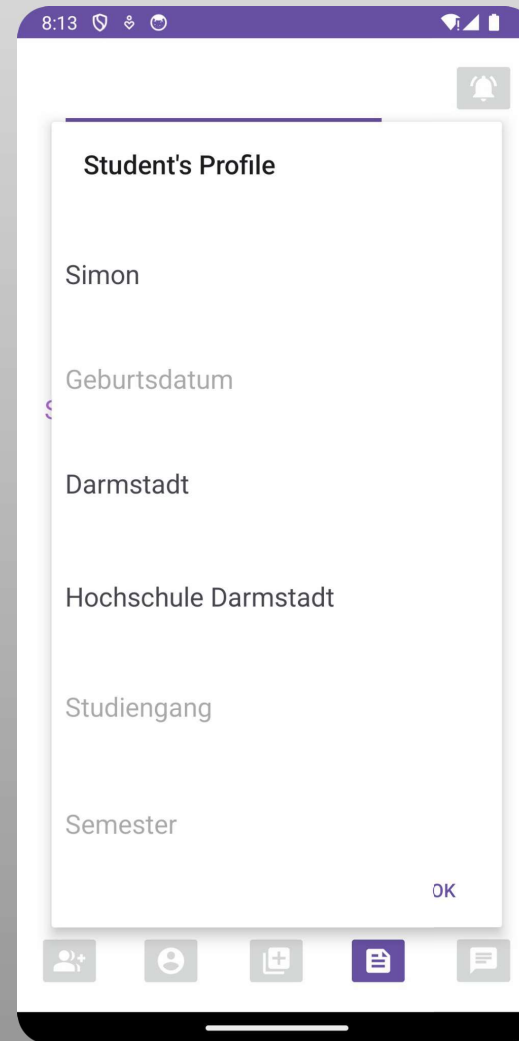 8:13
Student's Profile
Simon
Geburtsdatum
S
Darmstadt
Hochschule Darmstadt
Studiengang
Semester
OK